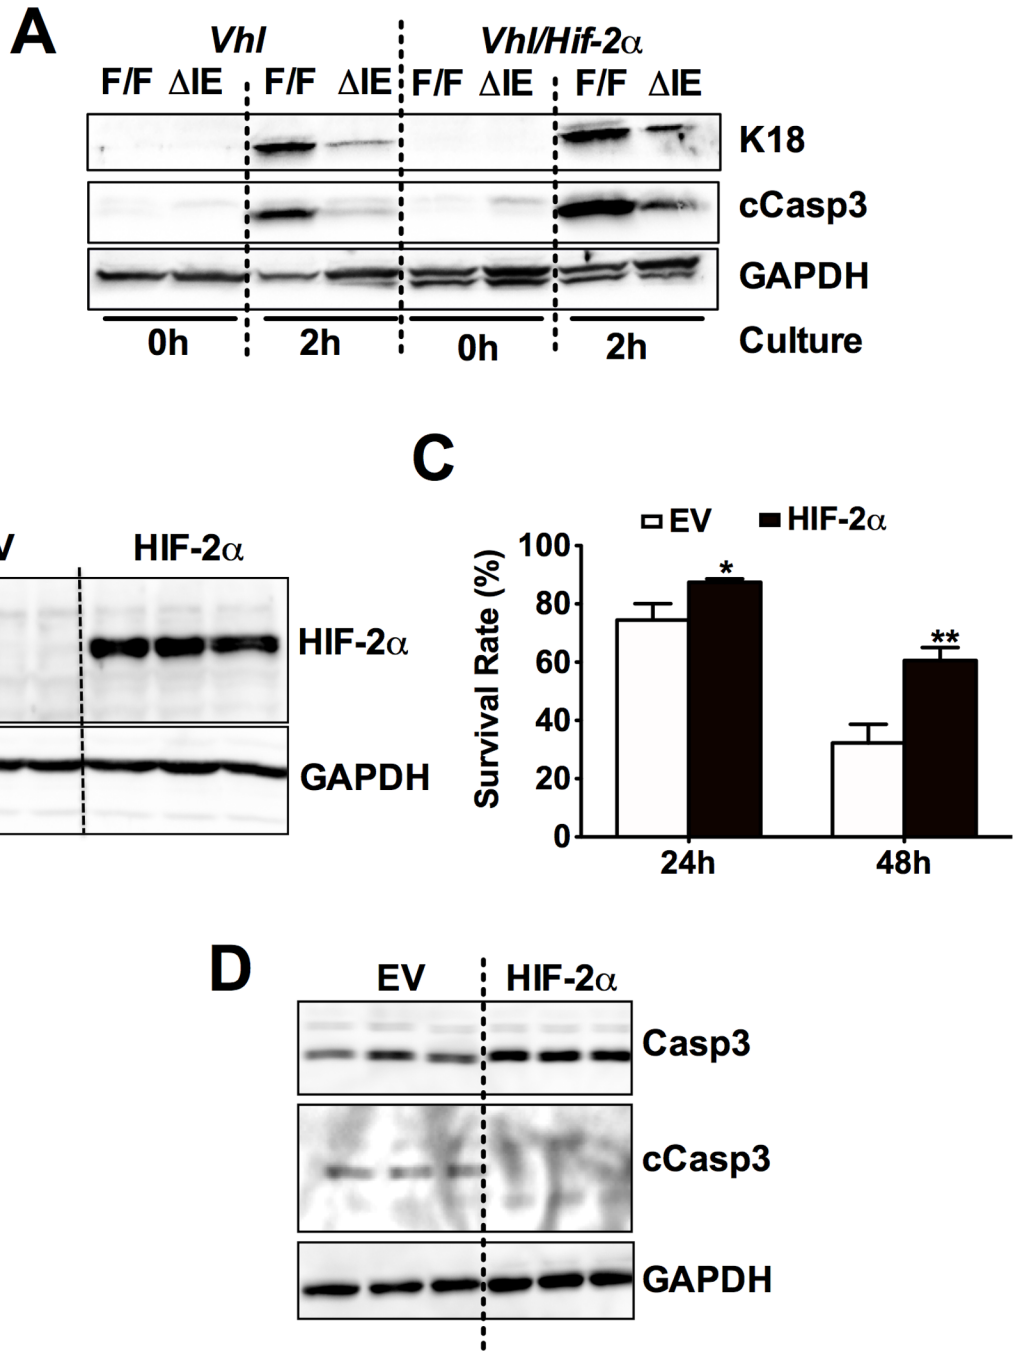 A
Vhl Vhl/Hif-2α
F/F ΔIE F/F ΔIE F/F ΔIE F/F ΔIE
K18
cCasp3
GAPDH
0h 2h 0h 2h Culture
V HIF-2α
HIF-2α
GAPDH
C
EV HIF-2α
Survival Rate (%)
100
80
60
40
20
0
*
**
24h 48h
D
EV HIF-2α
Casp3
cCasp3
GAPDH